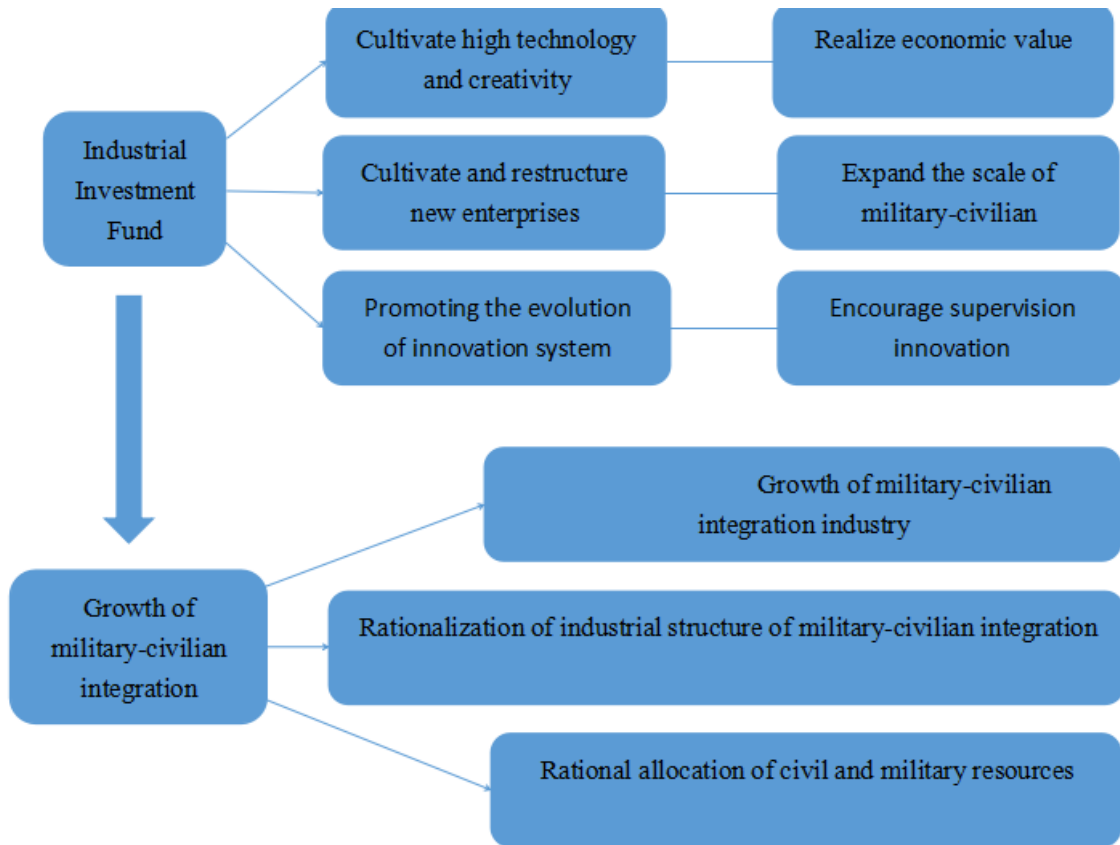 Cultivate high technology
and creativity
Realize economic value
Industrial
Investment
Fund
Cultivate and restructure
new enterprises
Expand the scale of
military-civilian
Promoting the evolution
of innovation system
Encourage supervision
innovation
Growth of military-civilian
integration industry
Growth of
military-civilian
integration
Rationalization of industrial structure of military-civilian integration
Rational allocation of civil and military resources